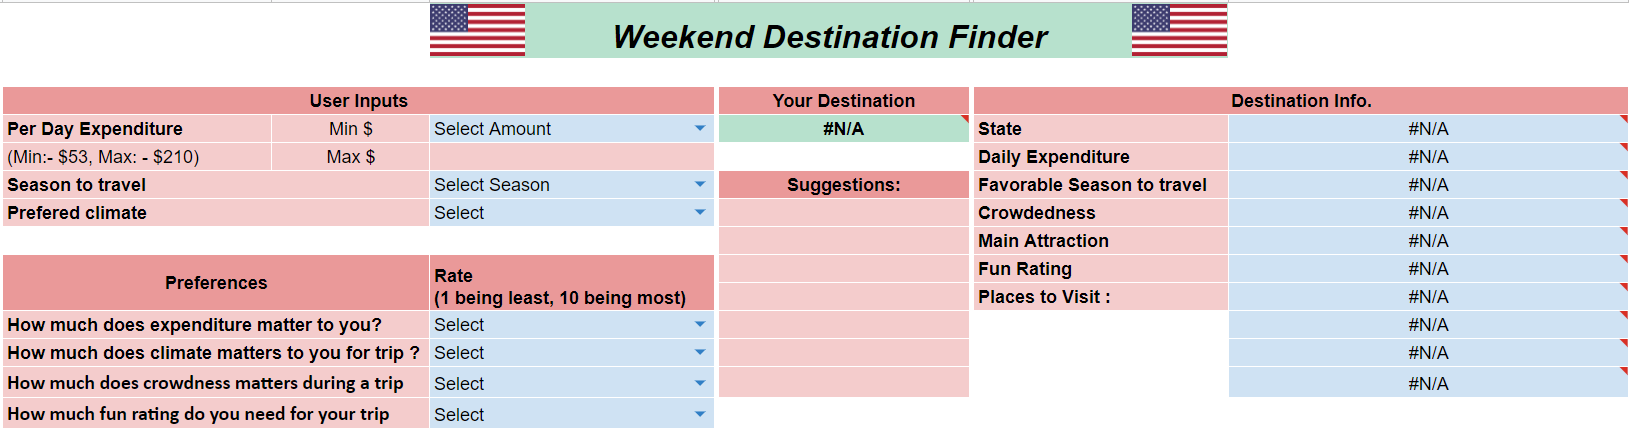 Weekend Destination Finder
User Inputs
Per Day Expenditure Min $ Select Amount
(Min:- $53, Max: - $210) Max $
Season to travel Select Season
Prefered climate Select
Preferences Rate
(1 being least, 10 being most)
How much does expenditure matter to you? Select
How much does climate matters to you for trip ? Select
How much does crowdness matters during a trip Select
How much fun rating do you need for your trip Select
Your Destination
#N/A
Suggestions:
Destination Info.
State #N/A
Daily Expenditure #N/A
Favorable Season to travel #N/A
Crowdedness #N/A
Main Attraction #N/A
Fun Rating #N/A
Places to Visit : #N/A
#N/A
#N/A
#N/A